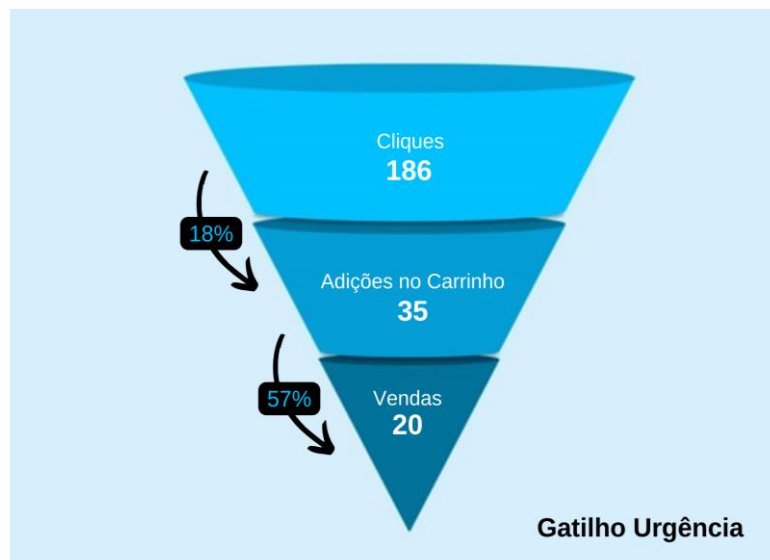 Cliques
186
18%
Adições no Carrinho
35
57%
Vendas
20
Gatilho Urgência